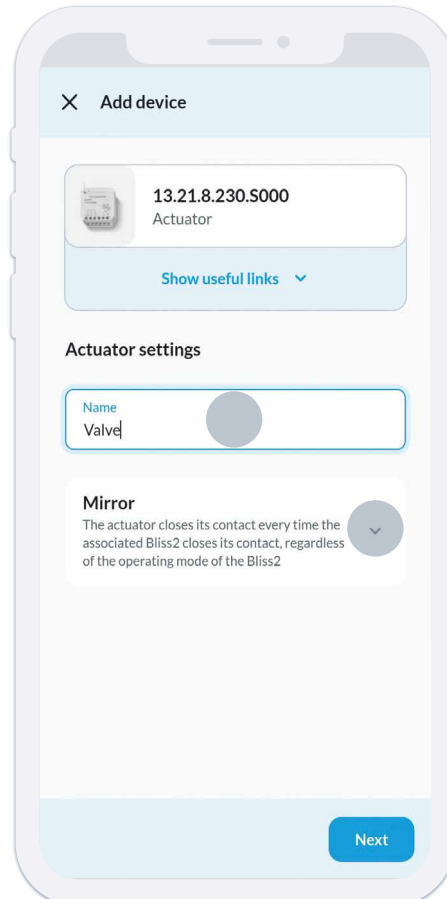 Add device
13.21.8.230.S000
Actuator
Show useful links
Actuator settings
Name
Valve
Mirror
The actuator closes its contact every time the
associated Bliss2 closes its contact, regardless
of the operating mode of the Bliss2
Next